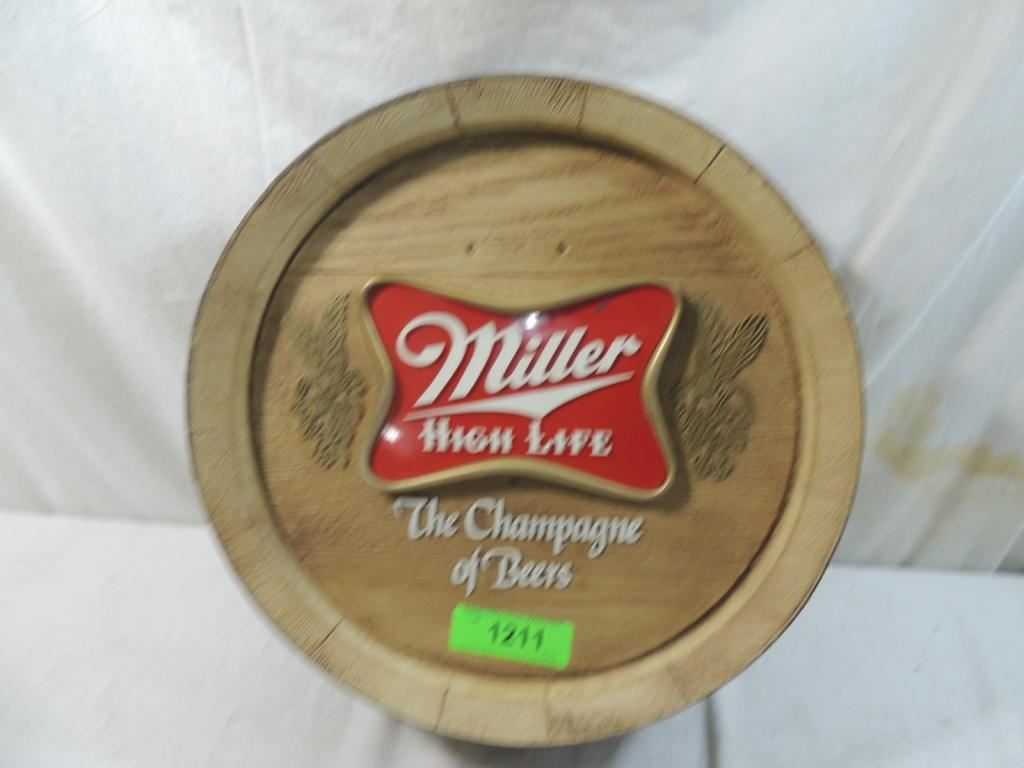 Miller
HIGH LIFE
The Champagne
of Beers
1211